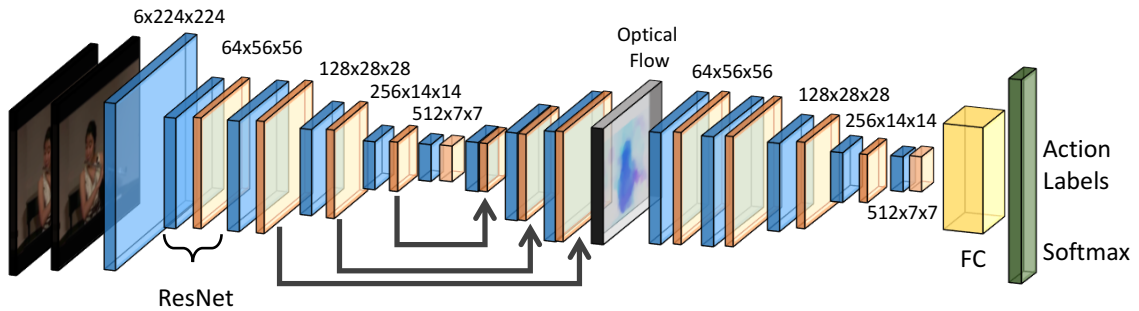 6x224x224
64x56x56
128x28x28
256x14x14
512x7x7
ResNet
Optical
Flow
64x56x56
128x28x28
256x14x14
512x7x7
FC
Action
Labels
Softmax